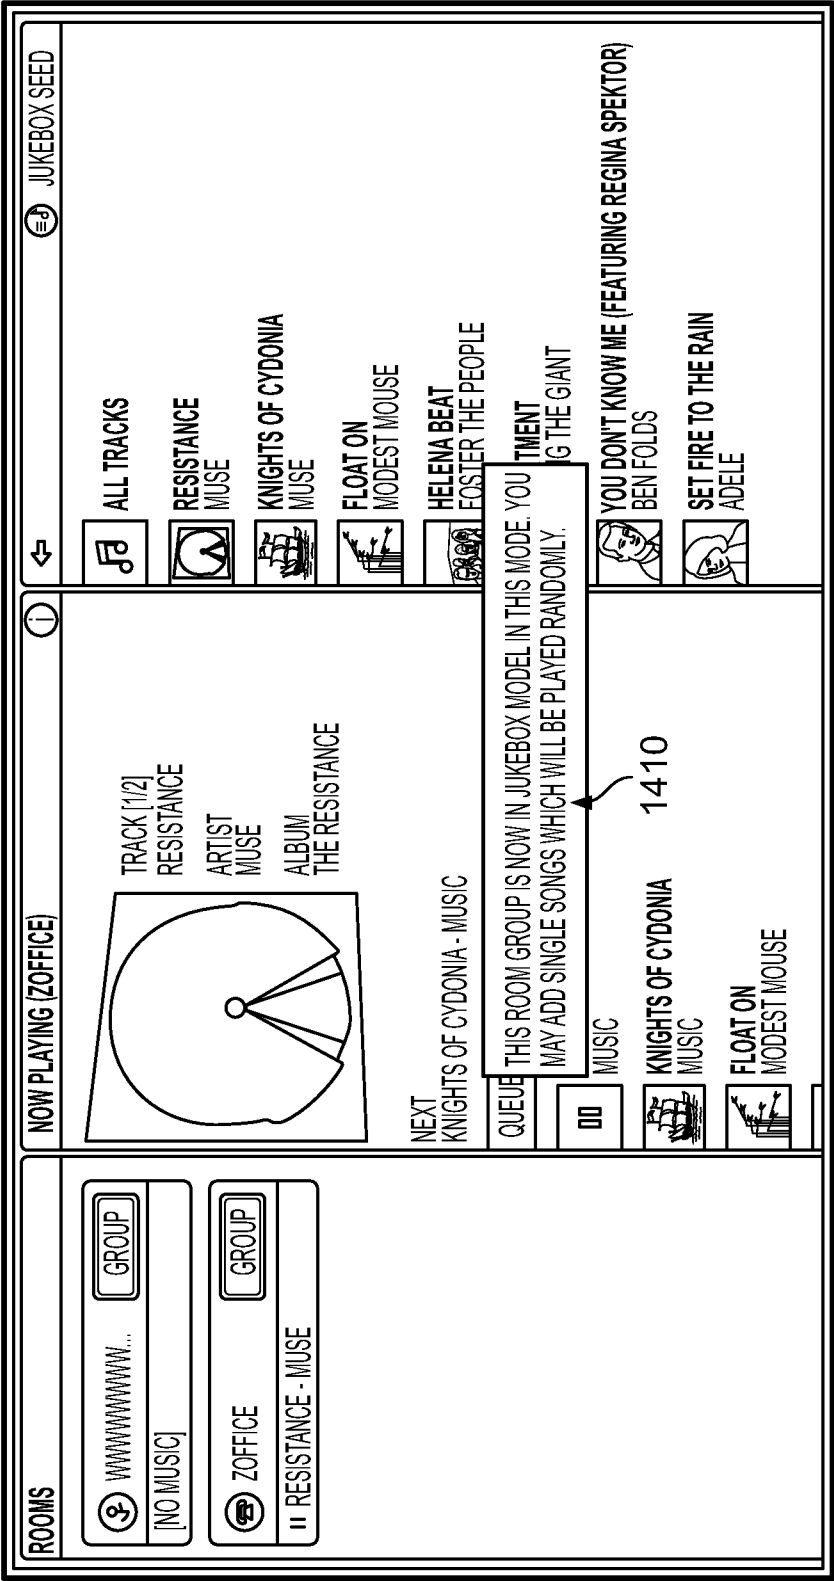 ROOMS
WWWWWWWWW...
GROUP
[NO MUSIC]
ZOFFICE
GROUP
RESISTANCE - MUSE
NOW PLAYING (ZOFFICE)
TRACK [1/2]
RESISTANCE
ARTIST
MUSE
ALBUM
THE RESISTANCE
NEXT
KNIGHTS OF CYDONIA - MUSIC
QUEUE
THIS ROOM GROUP IS NOW IN JUKEBOX MODEL IN THIS MODE. YOU
MAY ADD SINGLE SONGS WHICH WILL BE PLAYED RANDOMLY.
1410
MUSIC
KNIGHTS OF CYDONIA
MUSIC
FLOAT ON
MODEST MOUSE
JUKEBOX SEED
ALL TRACKS
RESISTANCE
MUSE
KNIGHTS OF CYDONIA
MUSE
FLOAT ON
MODEST MOUSE
HELENA BEAT
FOSTER THE PEOPLE
TMENT
G THE GIANT
YOU DON'T KNOW ME (FEATURING REGINA SPEKTOR)
BEN FOLDS
SET FIRE TO THE RAIN
ADELE